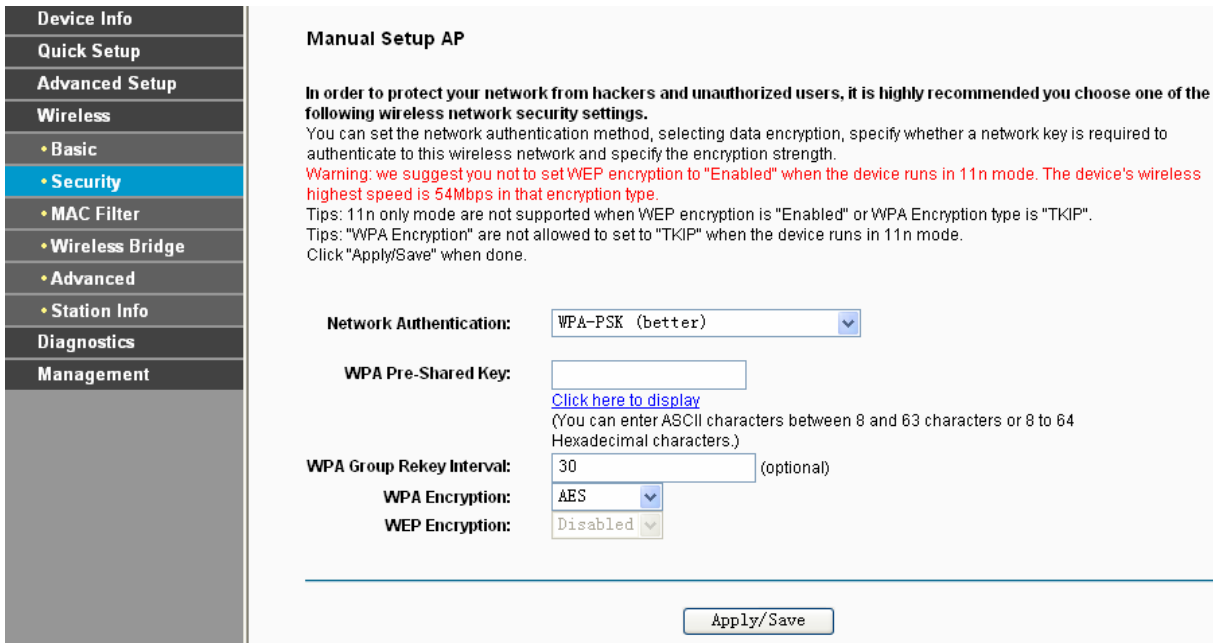 Device Info
Quick Setup
Advanced Setup
Wireless
• Basic
• Security
• MAC Filter
• Wireless Bridge
• Advanced
• Station Info
Diagnostics
Management
Manual Setup AP
In order to protect your network from hackers and unauthorized users, it is highly recommended you choose one of the
following wireless network security settings.
You can set the network authentication method, selecting data encryption, specify whether a network key is required to
authenticate to this wireless network and specify the encryption strength.
Warning: we suggest you not to set WEP encryption to "Enabled" when the device runs in 11n mode. The device's wireless
highest speed is 54Mbps in that encryption type.
Tips: 11n only mode are not supported when WEP encryption is "Enabled" or WPA Encryption type is "TKIP".
Tips: "WPA Encryption" are not allowed to set to "TKIP" when the device runs in 11n mode.
Click "Apply/Save" when done.
Network Authentication: WPA-PSK (better)
WPA Pre-Shared Key:
Click here to display
(You can enter ASCII characters between 8 and 63 characters or 8 to 64
Hexadecimal characters.)
WPA Group Rekey Interval: 30 (optional)
WPA Encryption: AES
WEP Encryption: Disabled
Apply/Save